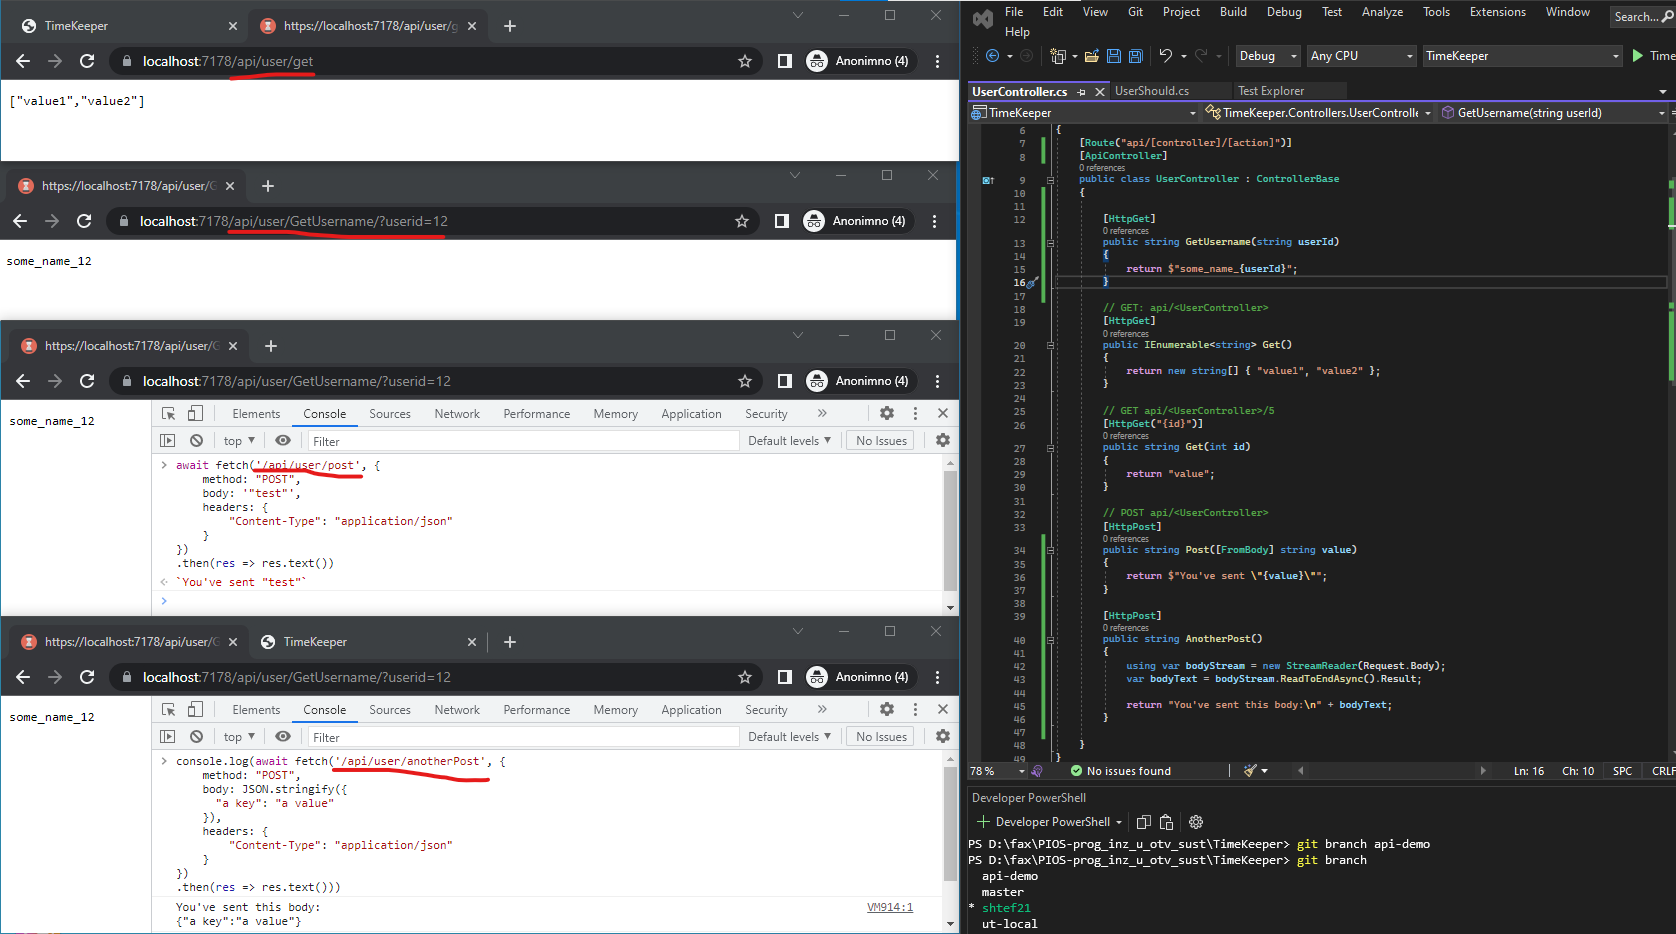 TimeKeeper
https://localhost:7178/api/user/g
localhost:7178/api/user/get
Anonimno (4)
["value1","value2"]
https://localhost:7178/api/user/G
localhost:7178/api/user/GetUsername/?userid=12
Anonimno (4)
some_name_12
https://localhost:7178/api/user/G
localhost:7178/api/user/GetUsername/?userid=12
Anonimno (4)
some_name_12
Elements Console Sources Network Performance Memory Application Security »
top Filter Default levels No Issues
await fetch('/api/user/post', {
method: "POST",
body: '"test"',
headers: {
"Content-Type": "application/json"
}
})
.then(res => res.text())
`You've sent "test"`
https://localhost:7178/api/user/G
TimeKeeper
localhost:7178/api/user/GetUsername/?userid=12
Anonimno (4)
some_name_12
Elements Console Sources Network Performance Memory Application Security »
top Filter Default levels No Issues
console.log(await fetch('/api/user/anotherPost', {
method: "POST",
body: JSON.stringify({
"a key": "a value"
}),
headers: {
"Content-Type": "application/json"
}
})
.then(res => res.text()))
You've sent this body:
VM914:1
{"a key":"a value"}
File Edit View Git Project Build Debug Test Analyze Tools Extensions Window
Search...
Help
Debug Any CPU TimeKeeper Time
UserController.cs UserShould.cs Test Explorer
TimeKeeper TimeKeeper.Controllers.UserControlle GetUsername(string userId)
6 {
7 [Route("api/[controller]/[action]")]
8 [ApiController]
0 references
9 public class UserController : ControllerBase
10 {
11
12 [HttpGet]
0 references
13 public string GetUsername(string userId)
14 {
15 return $"some_name_{userId}";
16 }
17
18 // GET: api/<UserController>
19 [HttpGet]
0 references
20 public IEnumerable<string> Get()
21 {
22 return new string[] { "value1", "value2" };
23 }
24
25 // GET api/<UserController>/5
26 [HttpGet("{id}")]
0 references
27 public string Get(int id)
28 {
29 return "value";
30 }
31
32 // POST api/<UserController>
33 [HttpPost]
0 references
34 public string Post([FromBody] string value)
35 {
36 return $"You've sent \"{value}\"";
37 }
38
39 [HttpPost]
0 references
40 public string AnotherPost()
41 {
42 using var bodyStream = new StreamReader(Request.Body);
43 var bodyText = bodyStream.ReadToEndAsync().Result;
44
45 return "You've sent this body:\n" + bodyText;
46 }
47
48 }
49 }
78 % No issues found Ln: 16 Ch: 10 SPC CRLF
Developer PowerShell
Developer PowerShell
PS D:\fax\PIOS-prog_inz_u_otv_sust\TimeKeeper> git branch api-demo
PS D:\fax\PIOS-prog_inz_u_otv_sust\TimeKeeper> git branch
api-demo
master
* shtef21
ut-local